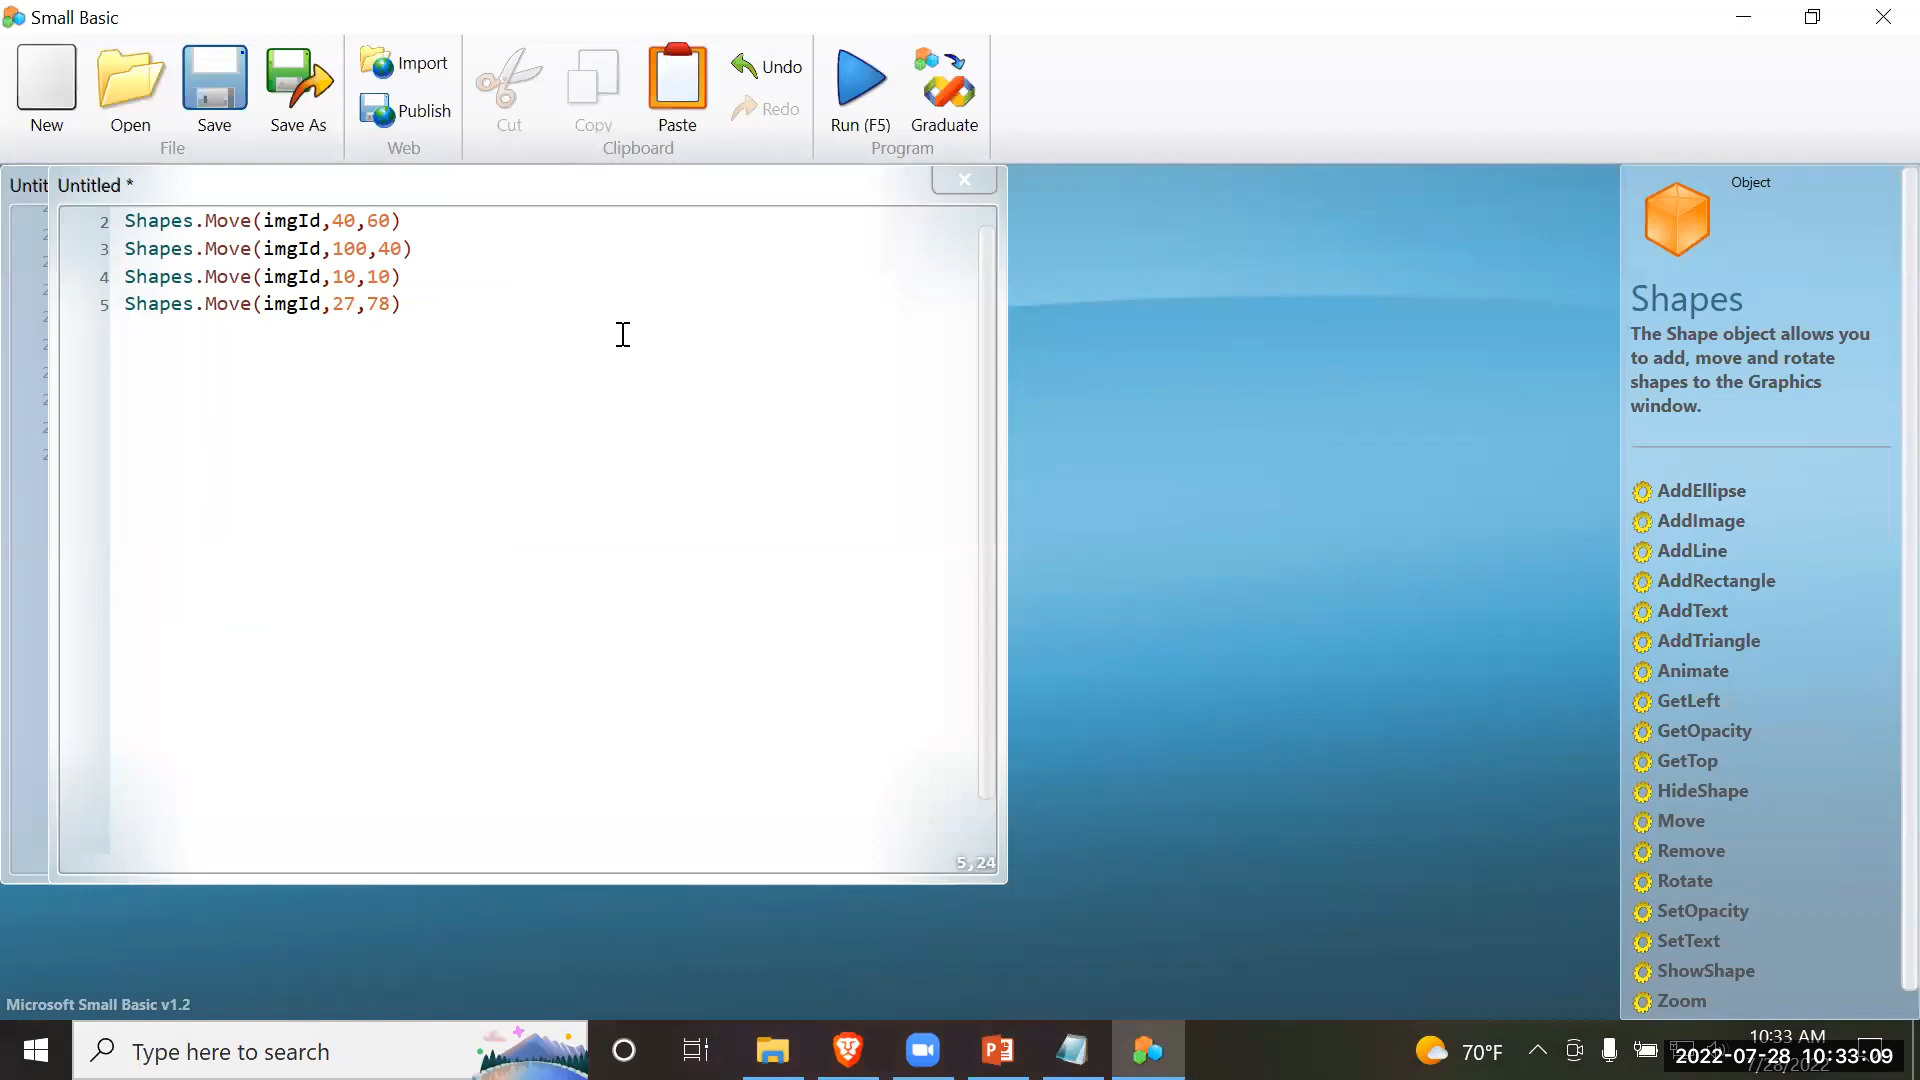 Small Basic
New
Open
Save
Save As
Import
Publish
Cut
Copy
Paste
Undo
Redo
Run (F5)
Graduate
File
Web
Clipboard
Program
Untit
Untitled *
2 Shapes.Move(imgId,40,60)
3 Shapes.Move(imgId,100,40)
4 Shapes.Move(imgId,10,10)
5 Shapes.Move(imgId,27,78)
5,24
Object
Shapes
The Shape object allows you
to add, move and rotate
shapes to the Graphics
window.
AddEllipse
AddImage
AddLine
AddRectangle
AddText
AddTriangle
Animate
GetLeft
GetOpacity
GetTop
HideShape
Move
Remove
Rotate
SetOpacity
SetText
ShowShape
Zoom
Microsoft Small Basic v1.2
Type here to search
70°F
10:33 AM
2022-07-28 10:33:09
7/28/2022